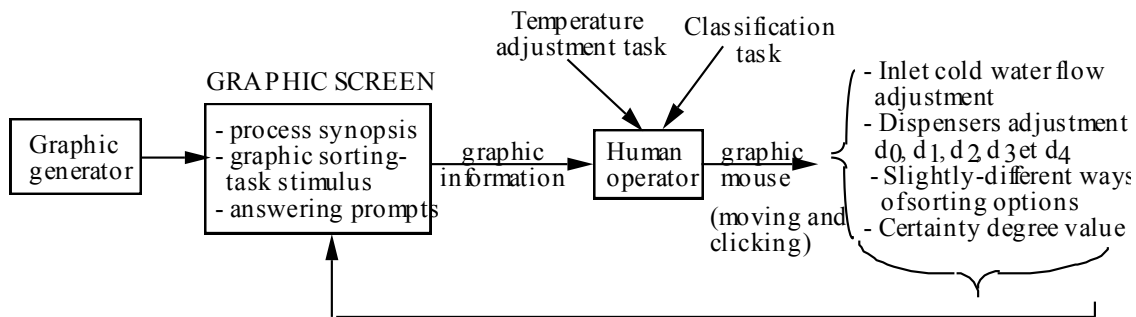 Temperature
adjustment task
Classification
task
GRAPHIC SCREEN
Graphic
generator
- process synopsis
- graphic sorting-
task stimulus
- answering prompts
graphic
information
Human
operator
graphic
mouse
(moving and
clicking)
- Inlet cold water flow
adjustment
- Dispensers adjustment
d0, d1, d2, d3 et d4
- Slightly-different ways
ofsorting options
- Certainty degree value